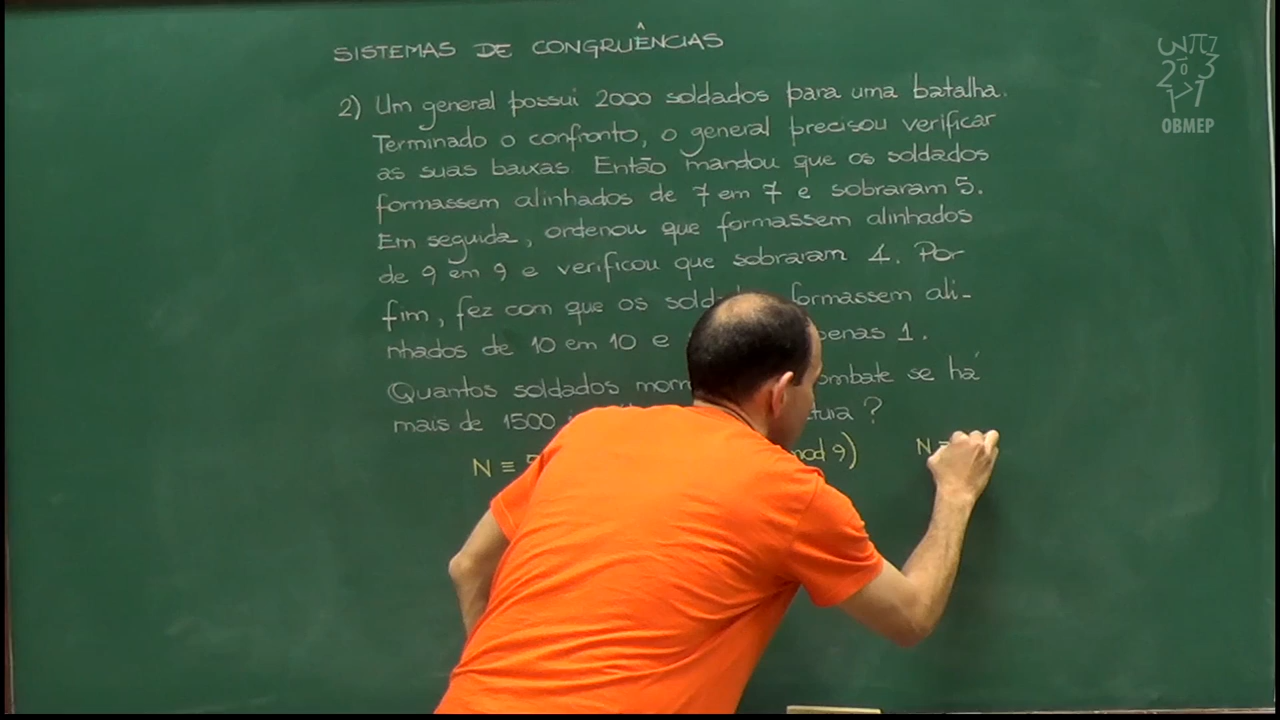 SISTEMAS DE CONGRUÊNCIAS
2) Um general possui 2000 soldados para uma batalha.
Terminado o confronto, o general precisou verificar
as suas baixas. Então mandou que os soldados
formassem alinhados de 7 em 7 e sobraram 5.
Em seguida, ordenou que formassem alinhados
de 9 em 9 e verificou que sobraram 4. Por
fim, fez com que os formassem ali-
nhados de 10 em 10 e 1.
Quantos soldados se há
mais de 1500 ?
N ≡ 9) N
OBMEP